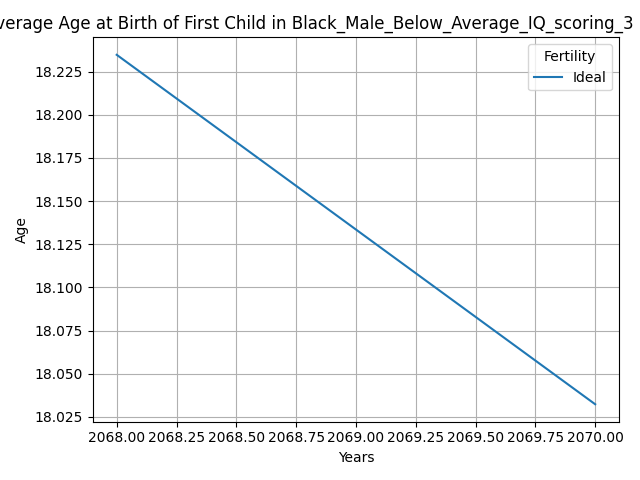 verage Age at Birth of First Child in Black_Male_Below_Average_IQ_scoring_3
Fertility
Ideal
18.225
18.200
18.175
18.150
18.125
18.100
18.075
18.050
18.025
Age
2068.00 2068.25 2068.50 2068.75 2069.00 2069.25 2069.50 2069.75 2070.00
Years